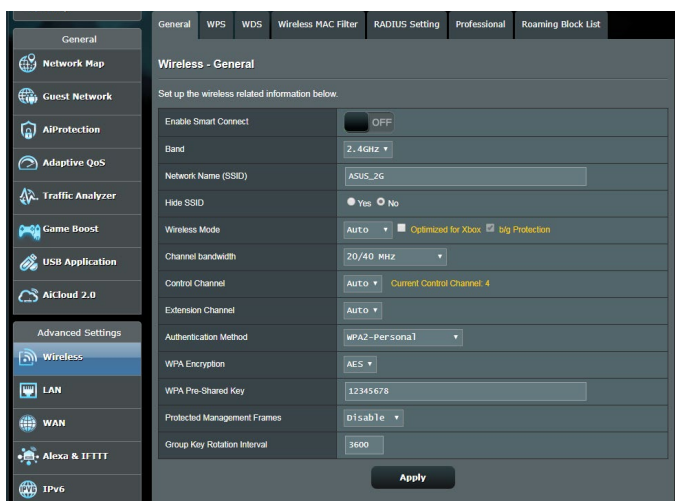 General
Network Map
Guest Network
AiProtection
Adaptive QoS
Traffic Analyzer
Game Boost
USB Application
AiCloud 2.0
Advanced Settings
Wireless
LAN
WAN
Alexa & IFTTT
IPv6
General WPS WDS Wireless MAC Filter RADIUS Setting Professional Roaming Block List
Wireless - General
Set up the wireless related information below.
Enable Smart Connect OFF
Band 2.4GHz
Network Name (SSID) ASUS_2G
Hide SSID Yes No
Wireless Mode Auto Optimized for Xbox b/g Protection
Channel bandwidth 20/40 MHz
Control Channel Auto Current Control Channel: 4
Extension Channel Auto
Authentication Method WPA2-Personal
WPA Encryption AES
WPA Pre-Shared Key 12345678
Protected Management Frames Disable
Group Key Rotation Interval 3600
Apply